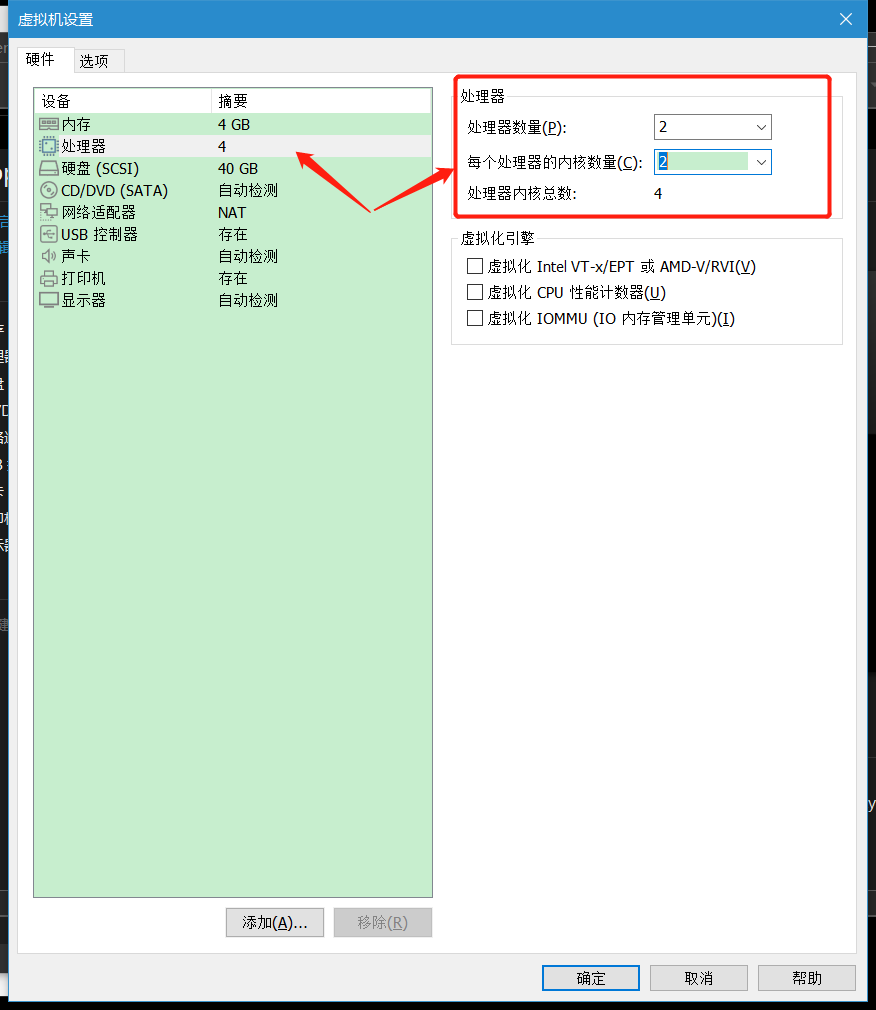 虚拟机设置
硬件 选项
设备 摘要
内存 4 GB
处理器 4
硬盘 (SCSI) 40 GB
CD/DVD (SATA) 自动检测
网络适配器 NAT
USB 控制器 存在
声卡 自动检测
打印机 存在
显示器 自动检测
添加(A)... 移除(R)
处理器
处理器数量(P): 2
每个处理器的内核数量(C): 2
处理器内核总数: 4
虚拟化引擎
虚拟化 Intel VT-x/EPT 或 AMD-V/RVI(V)
虚拟化 CPU 性能计数器(U)
虚拟化 IOMMU (IO 内存管理单元)(I)
确定 取消 帮助